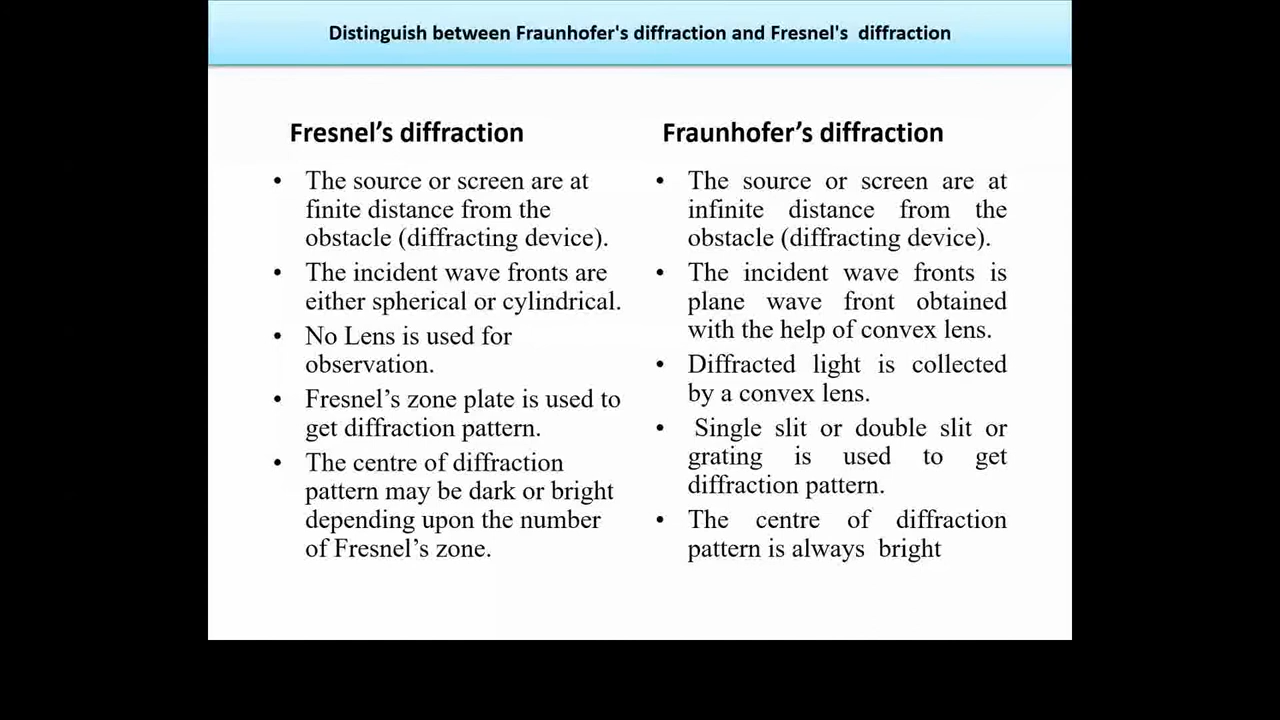 Distinguish between Fraunhofer's diffraction and Fresnel's  diffraction
Fresnel’s diffraction
• The source or screen are at
finite distance from the
obstacle (diffracting device).
• The incident wave fronts are
either spherical or cylindrical.
• No Lens is used for
observation.
• Fresnel’s zone plate is used to
get diffraction pattern.
• The centre of diffraction
pattern may be dark or bright
depending upon the number
of Fresnel’s zone.
Fraunhofer’s diffraction
• The source or screen are at
infinite distance from the
obstacle (diffracting device).
• The incident wave fronts is
plane wave front obtained
with the help of convex lens.
• Diffracted light is collected
by a convex lens.
• Single slit or double slit or
grating is used to get
diffraction pattern.
• The centre of diffraction
pattern is always  bright